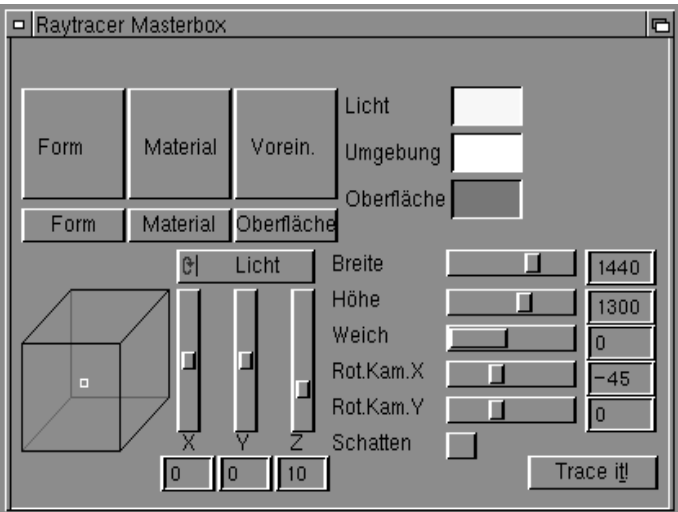 Raytracer Masterbox
Form
Material
Vorein.
Licht
Umgebung
Oberfläche
Form
Material
Oberfläche
Licht
Breite
1440
Höhe
1300
Weich
0
Rot.Kam.X
-45
Rot.Kam.Y
0
X
Y
Z
Schatten
0
0
10
Trace it!